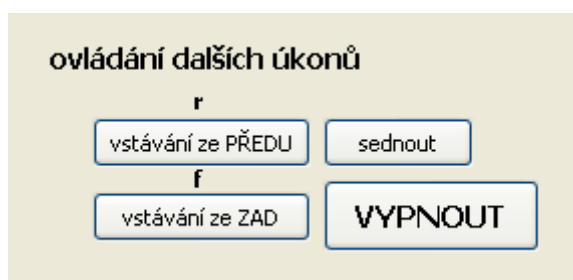 ovládání dalších úkonů
r
vstávání ze PŘEDU
sednout
f
vstávání ze ZAD
VYPNOUT